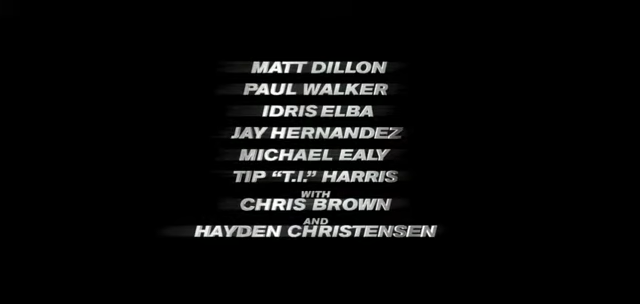 MATT DILLON
PAUL WALKER
IDRIS ELBA
JAY HERNANDEZ
MICHAEL EALY
TIP “T.I.” HARRIS
WITH
CHRIS BROWN
AND
HAYDEN CHRISTENSEN